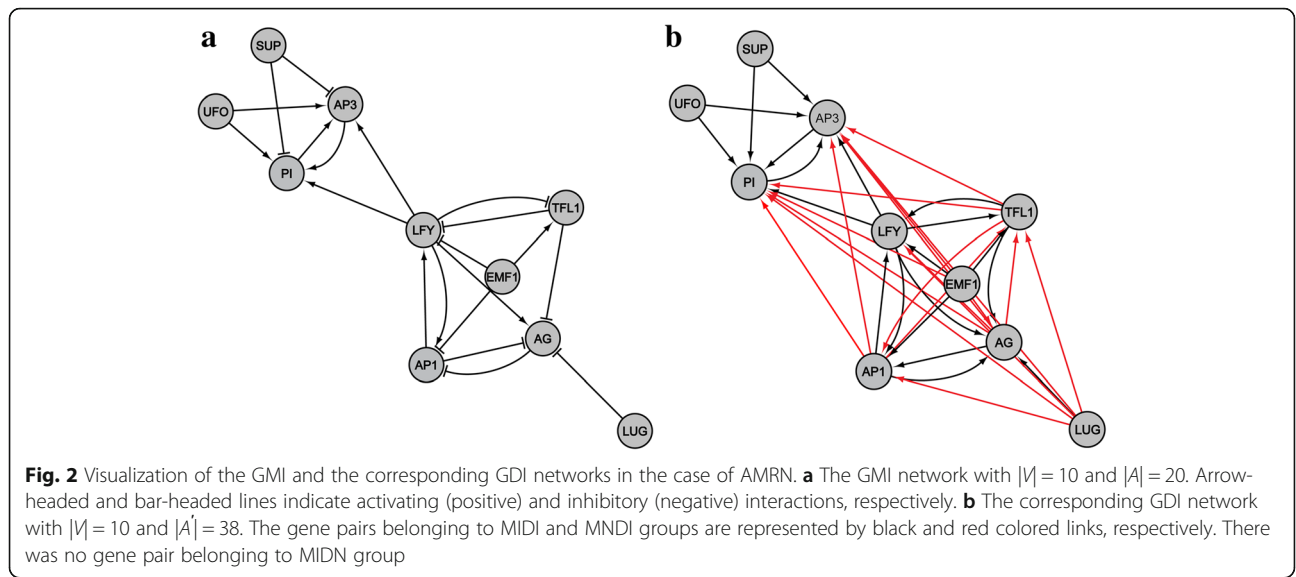 a
SUP
UFO
AP3
PI
LFY
TFL1
EMF1
AP1
AG
LUG
b
SUP
UFO
AP3
PI
LFY
TFL1
EMF1
AG
AP1
LUG
Fig. 2 Visualization of the GMI and the corresponding GDI networks in the case of AMRN. a The GMI network with |V| = 10 and |A| = 20. Arrow-
headed and bar-headed lines indicate activating (positive) and inhibitory (negative) interactions, respectively. b The corresponding GDI network
with |V| = 10 and |A′| = 38. The gene pairs belonging to MIDI and MNDI groups are represented by black and red colored links, respectively. There
was no gene pair belonging to MIDN group